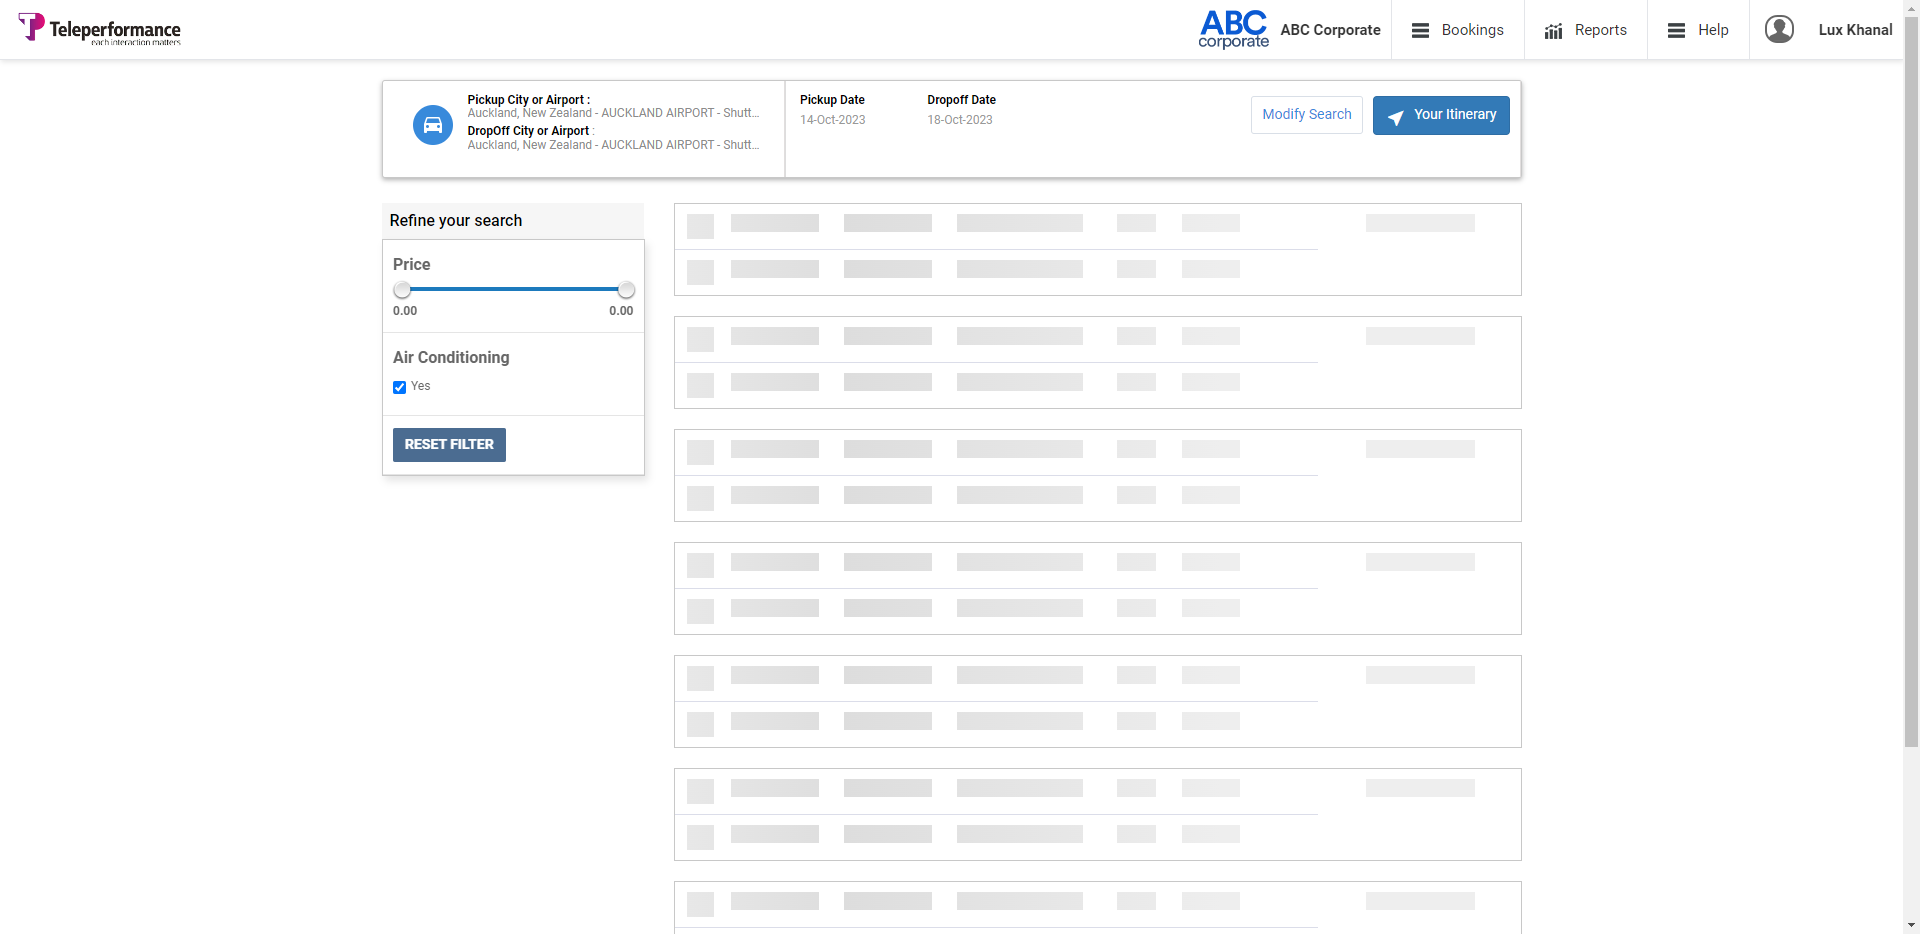 Teleperformance
each interaction matters
ABC
corporate
ABC Corporate
Bookings
Reports
Help
Lux Khanal
Pickup City or Airport :
Auckland, New Zealand - AUCKLAND AIRPORT - Shutt...
DropOff City or Airport :
Auckland, New Zealand - AUCKLAND AIRPORT - Shutt...
Pickup Date
14-Oct-2023
Dropoff Date
18-Oct-2023
Modify Search
Your Itinerary
Refine your search
Price
0.00 0.00
Air Conditioning
Yes
RESET FILTER